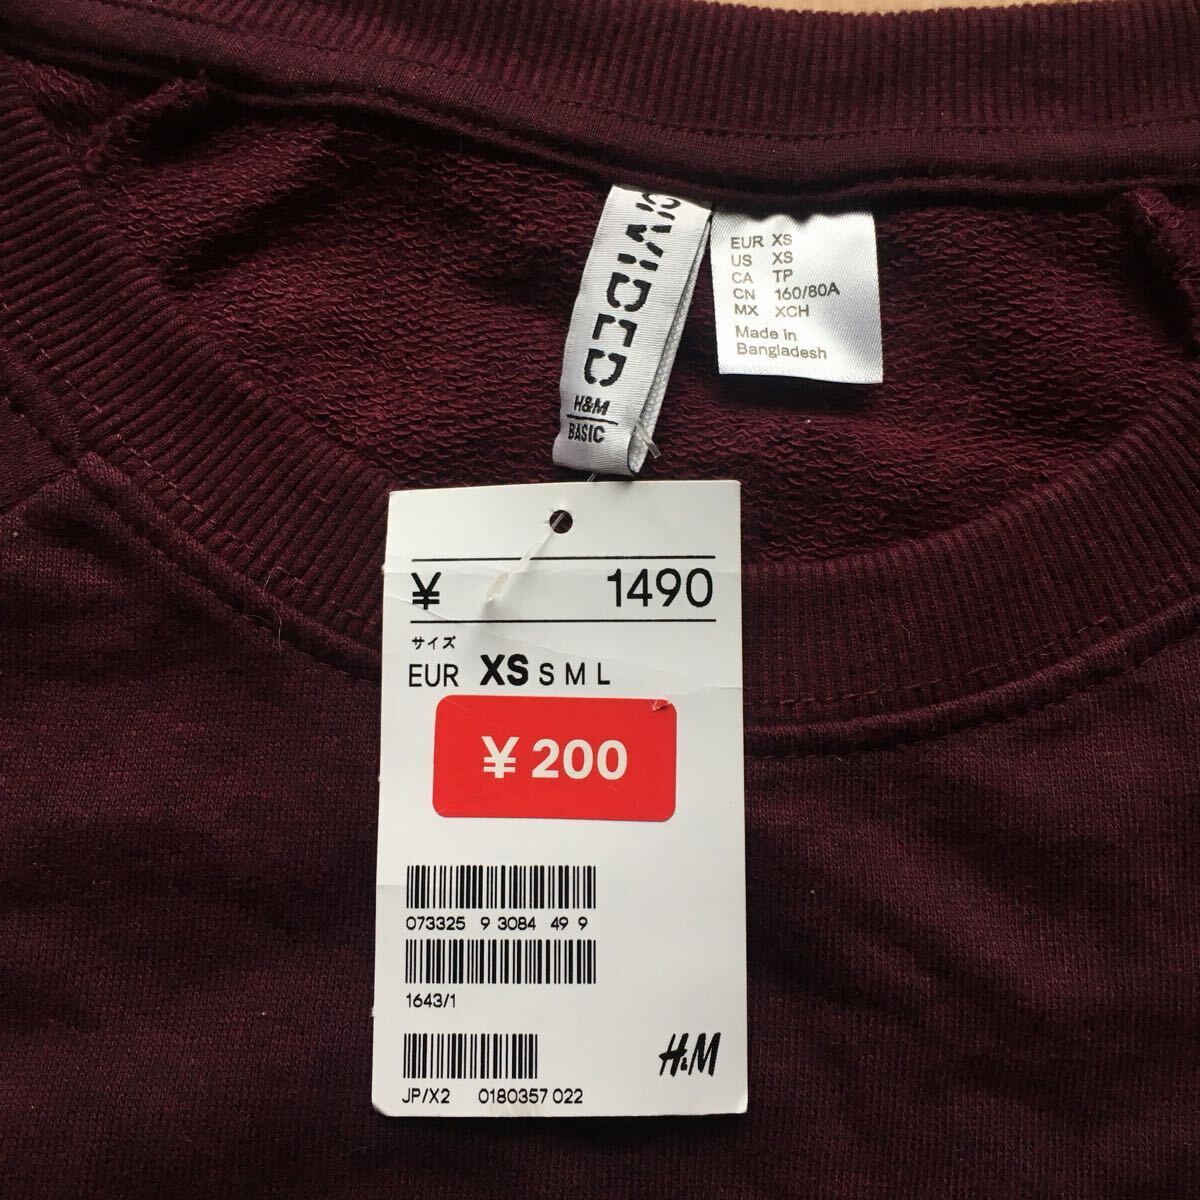 DIVIDED
H&M
BASIC
EUR XS
US XS
CA TP
CN 160/80A
MX XCH
Made in
Bangladesh
¥ 1490
サイズ
EUR XS S M L
¥ 200
073325 9 3084 49 9
1643/1
H&M
JP/X2 0180357 022